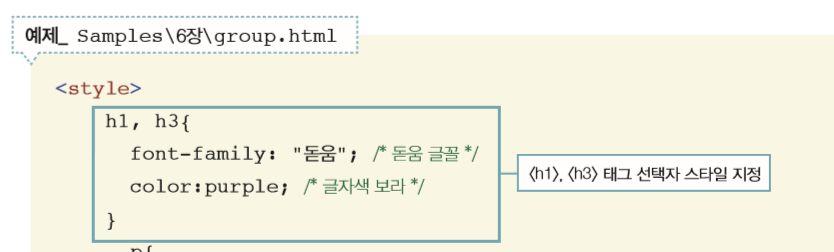 예제_ Samples\6장\group.html
<style>
h1, h3{
font-family: "돋움"; /* 돋움 글꼴 */
color:purple; /* 글자색 보라 */
〈h1〉, 〈h3〉 태그 선택자 스타일 지정
}
p{